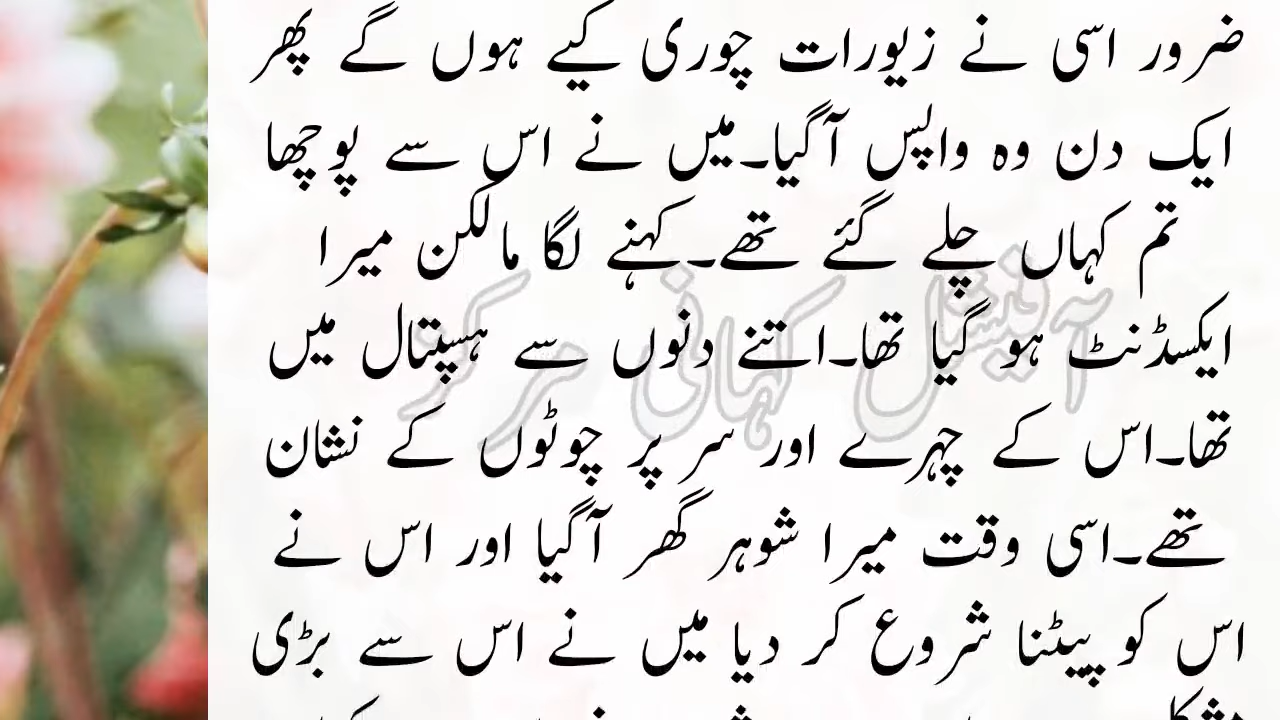 ضرور اسی نے زیورات چوری کیے ہوں گے پھر
ایک دن وہ واپس آگیا۔میں نے اس سے پوچھا
تم کہاں چلے گئے تھے۔کہنے لگا مالکن میرا
ایکسڈنٹ ہو گیا تھا۔اتنے دنوں سے ہسپتال میں
تھا۔اس کے چہرے اور سر پر چوٹوں کے نشان
تھے۔اسی وقت میرا شوہر گھر آگیا اور اس نے
اس کو پیٹنا شروع کر دیا میں نے اس سے بڑی